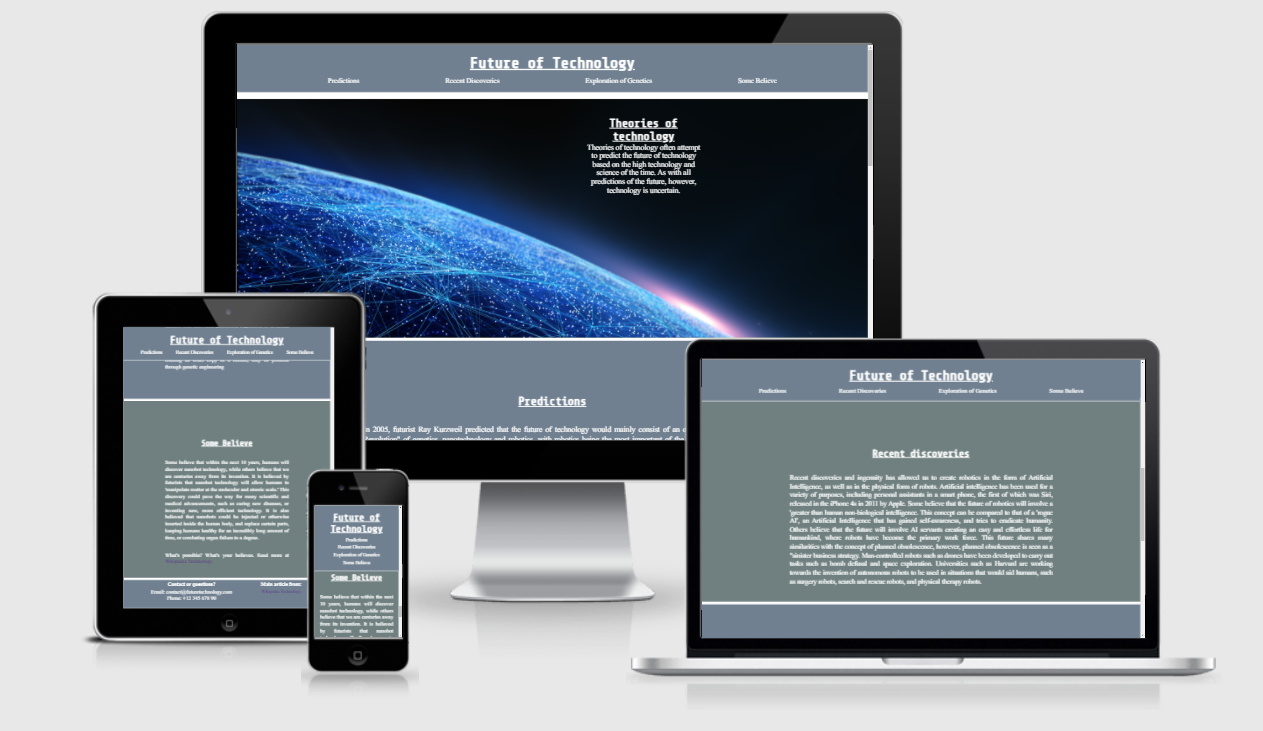 Future of Technology
Predictions Recent Discoveries Exploration of Genetics Some Believe
Theories of
technology
Theories of technology often attempt
to predict the future of technology
based on the high technology and
science of the time. As with all
predictions of the future, however,
technology is uncertain.
Predictions
n 2005, futurist Ray Kurzweil predicted that the future of technology would mainly consist of an
of genetics, nanotechnology and robotics, with robotics being the most important of the
Future of Technology
Predictions Recent Discoveries Exploration of Genetics Some Believe
through genetic engineering
Some Believe
Some believe that within the next 10 years, humans will
discover nanobot technology, while others believe that we
are centuries away from its invention. It is believed by
futurists that nanobot technology will allow humans to
'manipulate matter at the molecular and atomic scale.' This
discovery could pave the way for many scientific and
medical advancements, such as curing new diseases, or
inventing new, more efficient technology. It is also
believed that nanobots could be injected or otherwise
inserted inside the human body, and replace certain parts,
keeping humans healthy for an incredibly long amount of
time, or combating organ failure to a degree.
What's possible? What's your believes. Read more at
Wikipedia Technology
Contact or questions? Main article from:
Email: contact@futuretechnology.com Wikipedia Technology
Phone: +12 345 678 90
Future of
Technology
Predictions
Recent Discoveries
Exploration of Genetics
Some Believe
Some Believe
Some believe that within the next
10 years, humans will discover
nanobot technology, while others
believe that we are centuries away
from its invention. It is believed
by futurists that nanobot
Future of Technology
Predictions Recent Discoveries Exploration of Genetics Some Believe
Recent discoveries
Recent discoveries and ingenuity has allowed us to create robotics in the form of Artificial
Intelligence, as well as in the physical form of robots. Artificial intelligence has been used for a
variety of purposes, including personal assistants in a smart phone, the first of which was Siri,
released in the iPhone 4s in 2011 by Apple. Some believe that the future of robotics will involve a
'greater than human non-biological intelligence. This concept can be compared to that of a 'rogue
AI', an Artificial Intelligence that has gained self-awareness, and tries to eradicate humanity.
Others believe that the future will involve AI servants creating an easy and effortless life for
humankind, where robots have become the primary work force. This future shares many
similarities with the concept of planned obsolescence, however, planned obsolescence is seen as a
"sinister business strategy. Man-controlled robots such as drones have been developed to carry out
tasks such as bomb defusal and space exploration. Universities such as Harvard are working
towards the invention of autonomous robots to be used in situations that would aid humans, such
as surgery robots, search and rescue robots, and physical therapy robots.